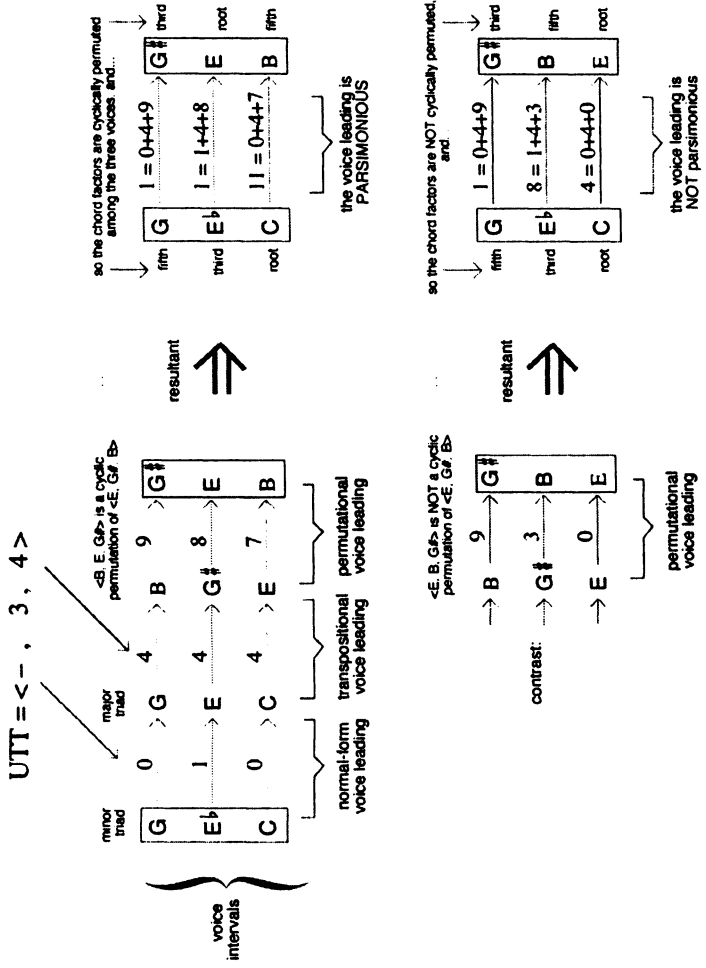 UTT = < − , 3 , 4 >
minor
triad
major
triad
<B, E, G#> is a cyclic
permutation of <E, G#, B>
voice
intervals
G 0 G 4 B 9 G#
E♭ 1 E 4 G# 8 E
C 0 C 4 E 7 B
normal-form
voice leading
transpositional
voice leading
permutational
voice leading
resultant
⇒
so the chord factors are cyclically permuted
among the three voices, and...
fifth G 1 = 0+4+9 G# third
third E♭ 1 = 1+4+8 E root
root C 11 = 0+4+7 B fifth
the voice leading is
PARSIMONIOUS
<E, B, G#> is NOT a cyclic
permutation of <E, G#, B>
contrast:
B 9 G#
G# 3 B
E 0 E
permutational
voice leading
resultant
⇒
so the chord factors are NOT cyclically permuted,
and...
fifth G 1 = 0+4+9 G# third
third E♭ 8 = 1+4+3 B fifth
root C 4 = 0+4+0 E root
the voice leading is
NOT parsimonious